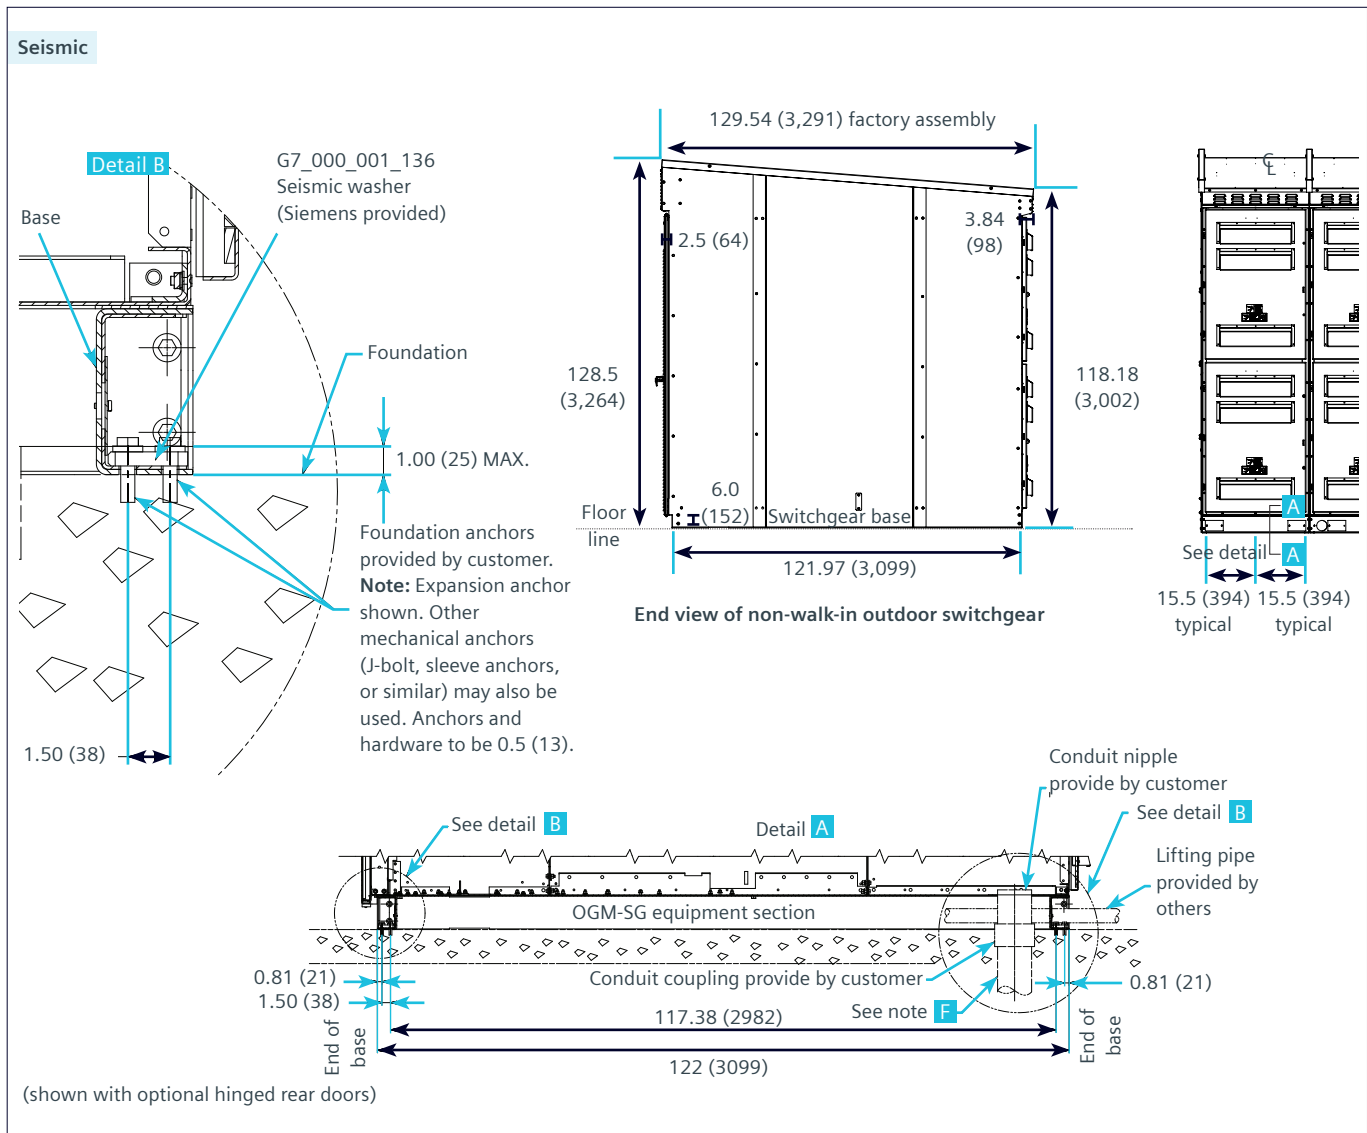 Seismic
Detail B
G7_000_001_136
Seismic washer
(Siemens provided)
Base
Foundation
1.00 (25) MAX.
Foundation anchors
provided by customer.
Note: Expansion anchor
shown. Other
mechanical anchors
(J-bolt, sleeve anchors,
or similar) may also be
used. Anchors and
hardware to be 0.5 (13).
1.50 (38)
129.54 (3,291) factory assembly
2.5 (64)
3.84
(98)
128.5
(3,264)
118.18
(3,002)
6.0
(152)
Switchgear base
Floor
line
121.97 (3,099)
End view of non-walk-in outdoor switchgear
CL
A
See detail A
15.5 (394)
typical
15.5 (394)
typical
Conduit nipple
provide by customer
See detail B
Detail A
See detail B
Lifting pipe
provided by
others
OGM-SG equipment section
Conduit coupling provide by customer
0.81 (21)
1.50 (38)
0.81 (21)
See note F
117.38 (2982)
122 (3099)
End of
base
End of
base
(shown with optional hinged rear doors)